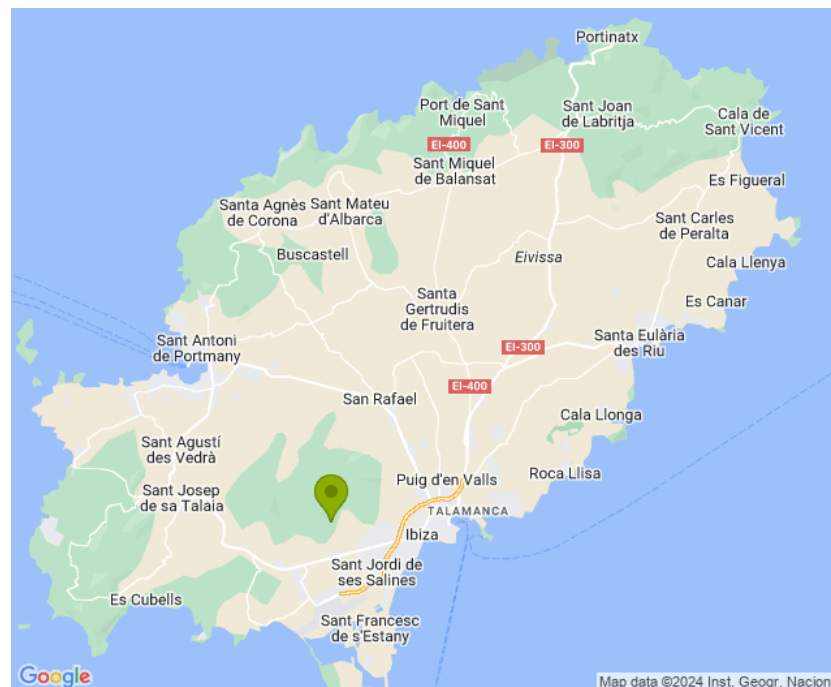 Portinatx
Port de Sant
Miquel
Sant Joan
de Labritja
Cala de
Sant Vicent
EI-400
EI-300
Sant Miquel
de Balansat
Es Figueral
Santa Agnès
de Corona
Sant Mateu
d'Albarca
Sant Carles
de Peralta
Buscastell
Eivissa
Cala Llenya
Santa
Gertrudis
de Fruitera
Es Canar
Sant Antoni
de Portmany
Santa Eulària
des Riu
EI-300
EI-400
San Rafael
Cala Llonga
Sant Agustí
des Vedrà
Roca Llisa
Puig d'en Valls
Sant Josep
de sa Talaia
TALAMANCA
Ibiza
Sant Jordi de
ses Salines
Es Cubells
Sant Francesc
de s'Estany
Google
Map data ©2024 Inst. Geogr. Nacion